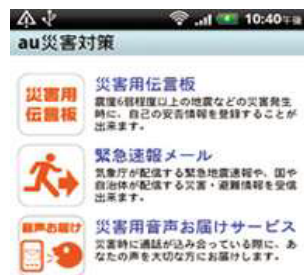 10:40午前
au災害対策
災害用
伝言板
災害用伝言板
震度6弱程度以上の地震などの災害発生
時に、自己の安否情報を登録することが
出来ます。
緊急速報メール
気象庁が配信する緊急地震速報や、国や
自治体が配信する災害・避難情報を受信
出来ます。
音声お届け
災害用音声お届けサービス
災害時に通話が込み合っている際に、あ
なたの声を大切な方にお届けします。